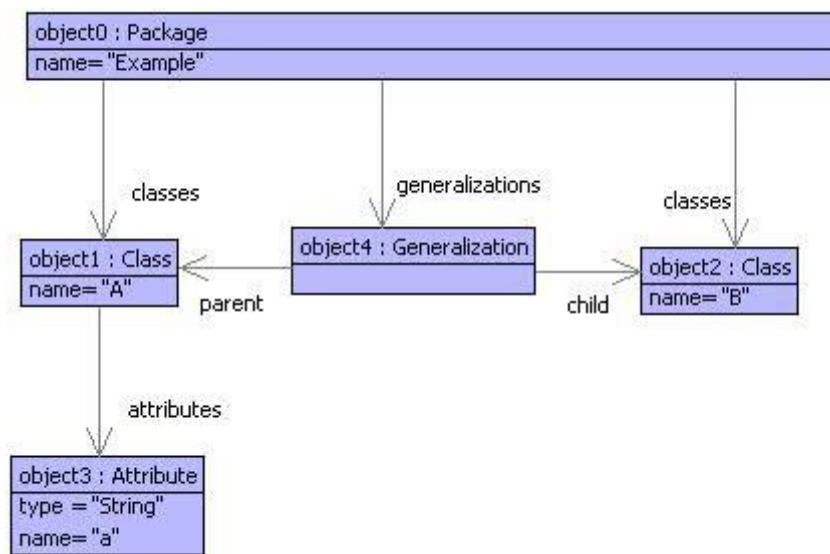 object0 : Package
name="Example"
classes
generalizations
classes
object1 : Class
name="A"
object4 : Generalization
object2 : Class
name="B"
parent
child
attributes
object3 : Attribute
type ="String"
name="a"